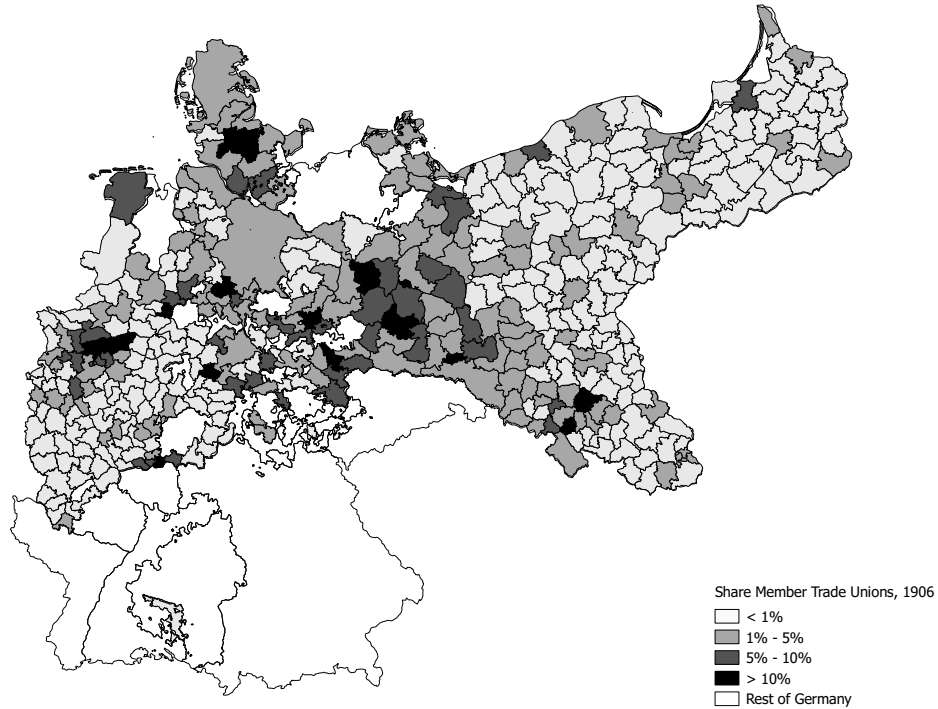 Share Member Trade Unions, 1906
< 1%
1% - 5%
5% - 10%
> 10%
Rest of Germany